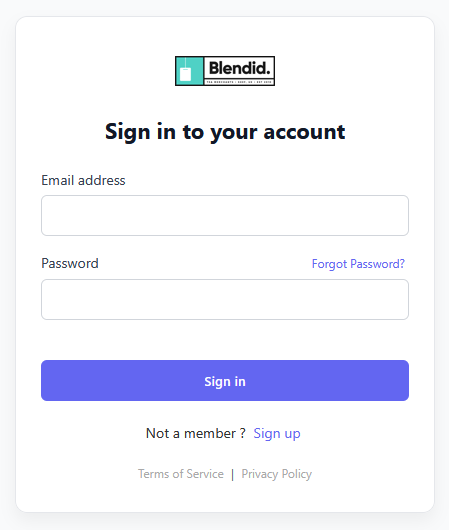 Blendid.
Sign in to your account
Email address
Password
Forgot Password?
Sign in
Not a member ? Sign up
Terms of Service | Privacy Policy